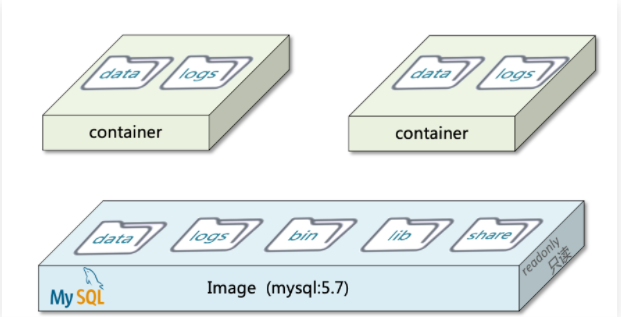 data logs
data logs
container
container
data logs bin lib share
readonly
只读
MySQL
Image (mysql:5.7)